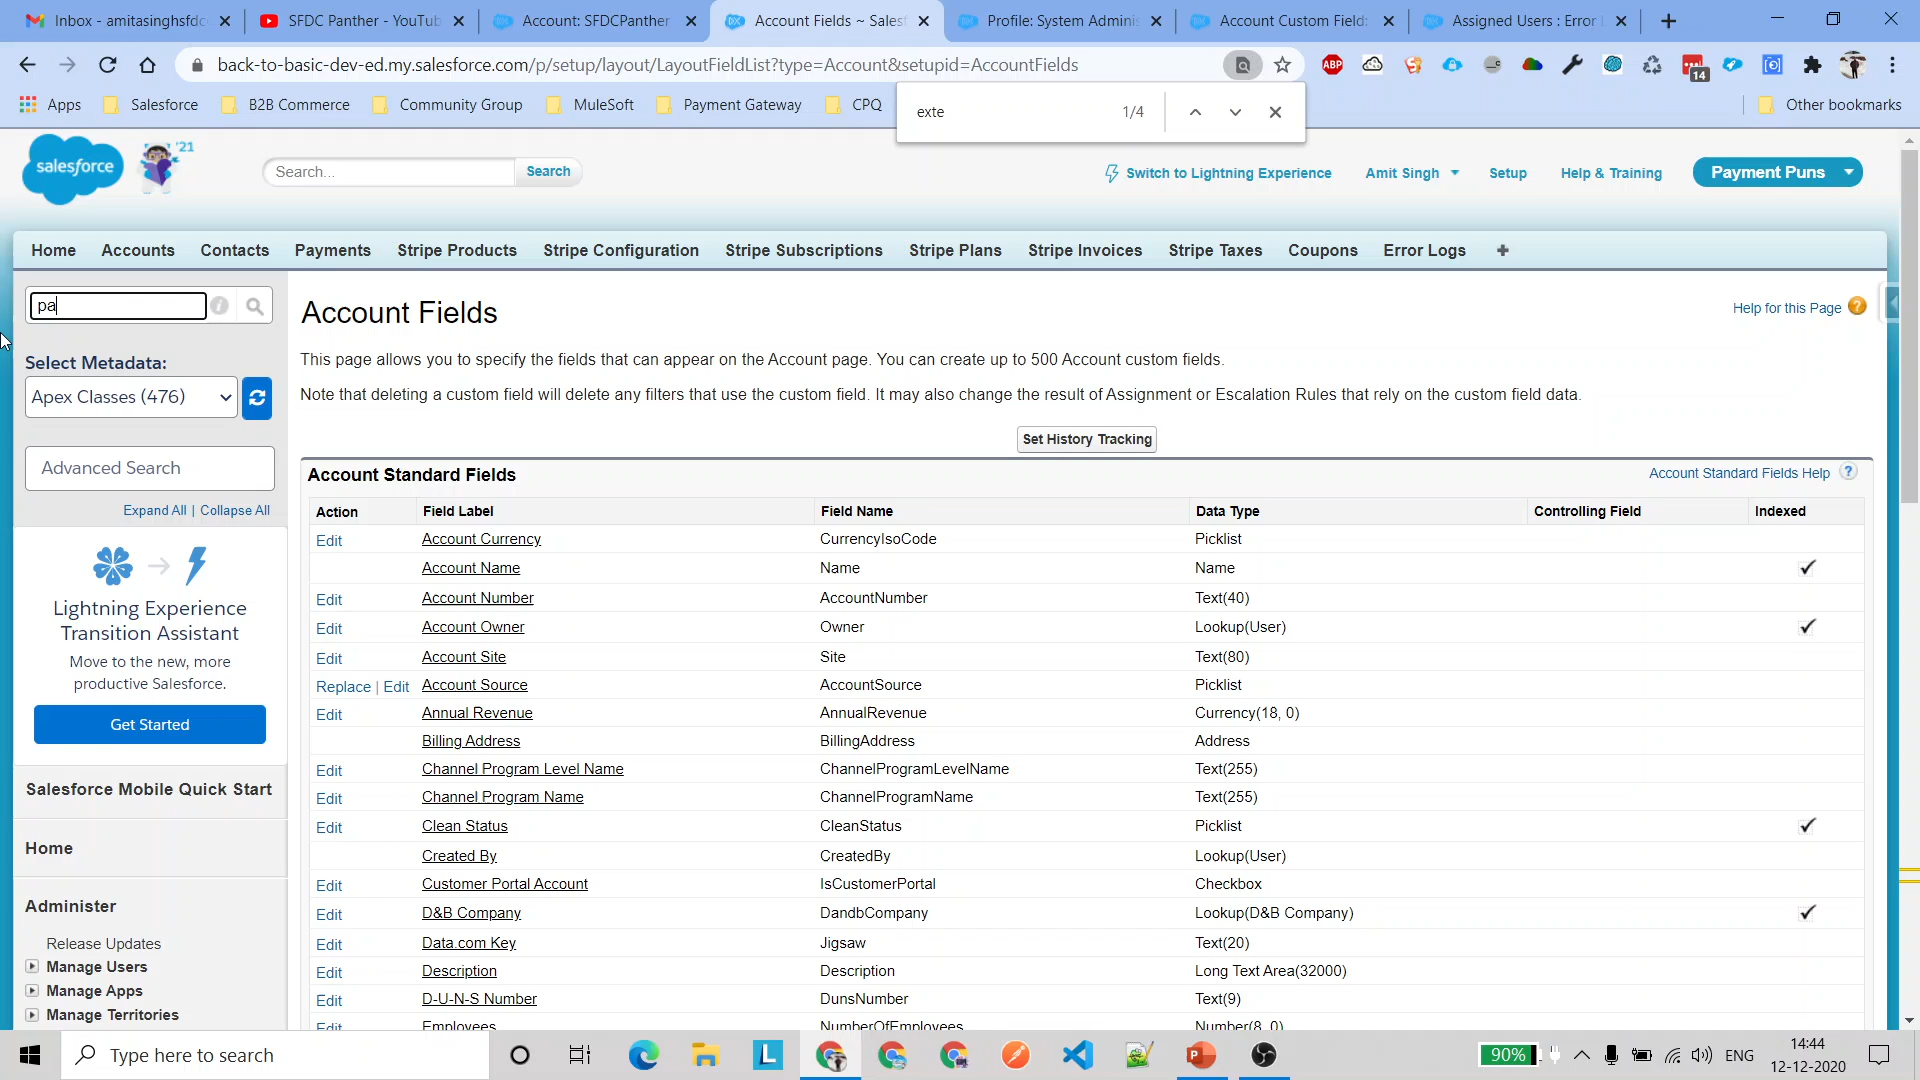 Inbox - amitasinghsfdc
SFDC Panther - YouTub
Account: SFDCPanther
Account Fields ~ Salesf
Profile: System Adminis
Account Custom Field:
Assigned Users : Error
back-to-basic-dev-ed.my.salesforce.com/p/setup/layout/LayoutFieldList?type=Account&setupid=AccountFields
14
Apps
Salesforce
B2B Commerce
Community Group
MuleSoft
Payment Gateway
CPQ
Other bookmarks
exte
1/4
salesforce
'21
Search...
Search
Switch to Lightning Experience
Amit Singh
Setup
Help & Training
Payment Puns
Home
Accounts
Contacts
Payments
Stripe Products
Stripe Configuration
Stripe Subscriptions
Stripe Plans
Stripe Invoices
Stripe Taxes
Coupons
Error Logs
+
pa
Select Metadata:
Apex Classes (476)
Advanced Search
Expand All | Collapse All
Lightning Experience
Transition Assistant
Move to the new, more
productive Salesforce.
Get Started
Salesforce Mobile Quick Start
Home
Administer
Release Updates
Manage Users
Manage Apps
Manage Territories
Account Fields
Help for this Page
This page allows you to specify the fields that can appear on the Account page. You can create up to 500 Account custom fields.
Note that deleting a custom field will delete any filters that use the custom field. It may also change the result of Assignment or Escalation Rules that rely on the custom field data.
Set History Tracking
Account Standard Fields
Account Standard Fields Help ?
Action Field Label Field Name Data Type Controlling Field Indexed
Edit Account Currency CurrencyIsoCode Picklist
Account Name Name Name
Edit Account Number AccountNumber Text(40)
Edit Account Owner Owner Lookup(User)
Edit Account Site Site Text(80)
Replace | Edit Account Source AccountSource Picklist
Edit Annual Revenue AnnualRevenue Currency(18, 0)
Billing Address BillingAddress Address
Edit Channel Program Level Name ChannelProgramLevelName Text(255)
Edit Channel Program Name ChannelProgramName Text(255)
Edit Clean Status CleanStatus Picklist
Created By CreatedBy Lookup(User)
Edit Customer Portal Account IsCustomerPortal Checkbox
Edit D&B Company DandbCompany Lookup(D&B Company)
Edit Data.com Key Jigsaw Text(20)
Edit Description Description Long Text Area(32000)
Edit D-U-N-S Number DunsNumber Text(9)
Edit Employees NumberOfEmployees Number(8, 0)
Type here to search
90%
ENG
14:44
12-12-2020